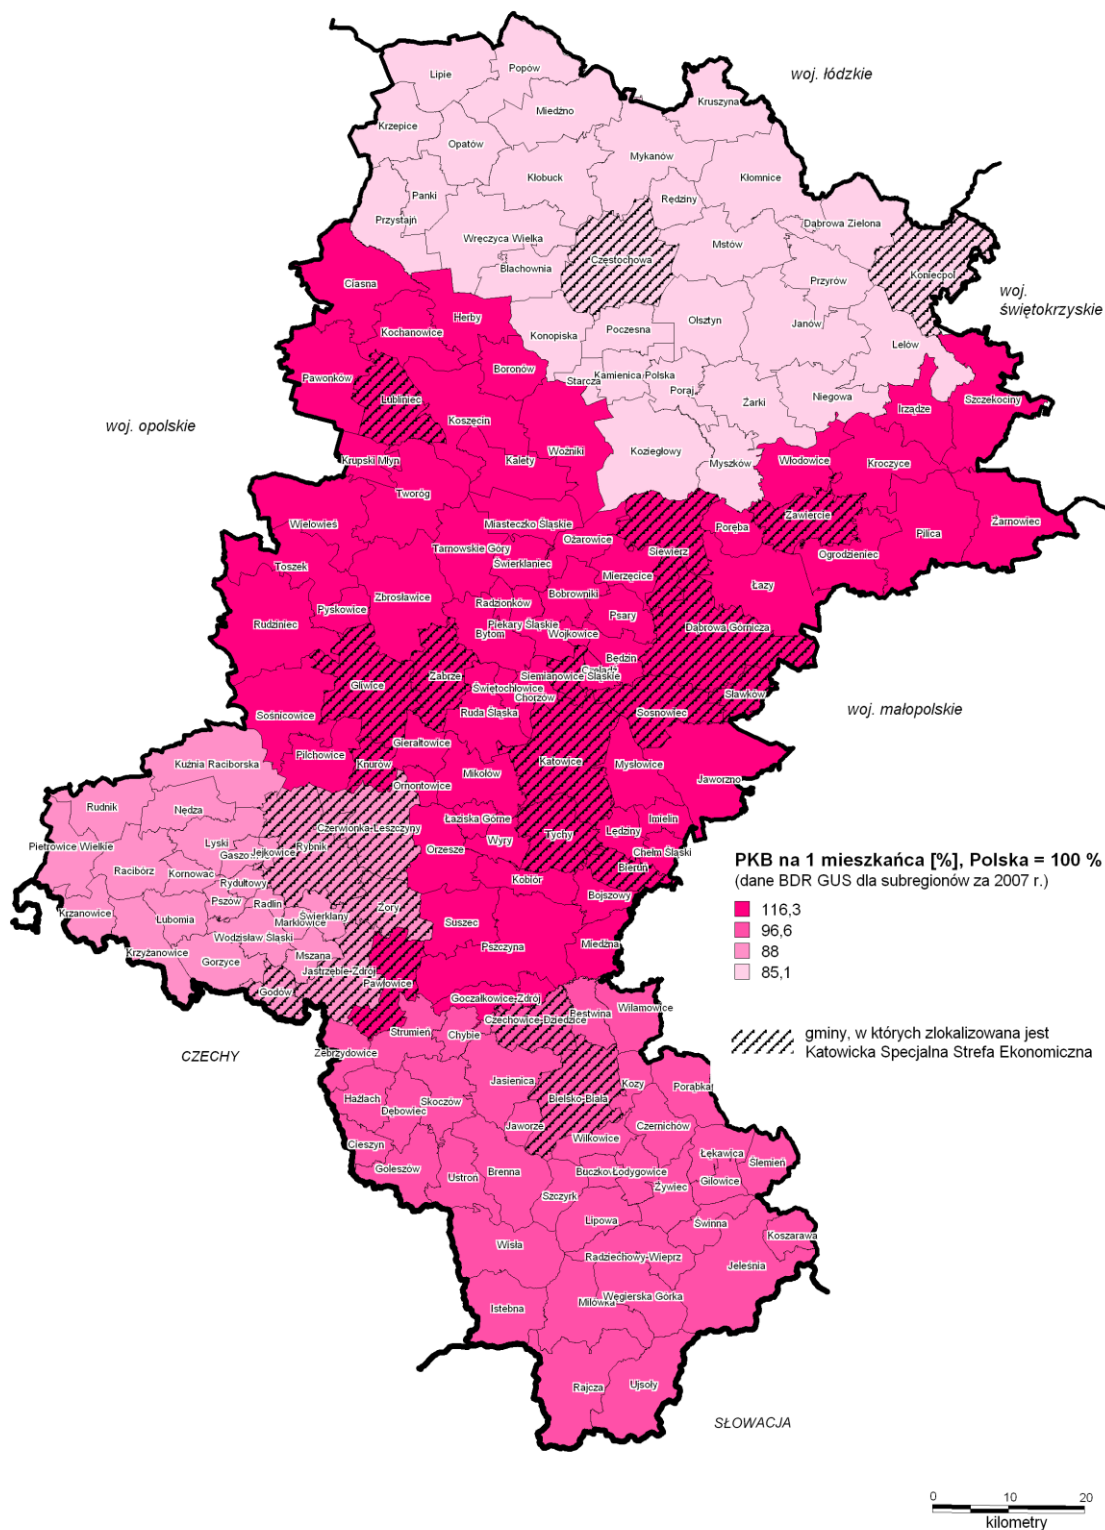 woj. łódzkie
Lipie
Popów
Miedźno
Kruszyna
Krzepice
Opatów
Mykanów
Kłobuck
Kłomnice
Panki
Rędziny
Przystajń
Dąbrowa Zielona
Wręczyca Wielka
Mstów
Częstochowa
Blachownia
Przyrów
Koniecpol
Ciasna
woj.
świętokrzyskie
Herby
Kochanowice
Olsztyn
Janów
Poczesna
Konopiska
Lelów
Boronów
Pawonków
Starcza
Kamienica Polska
Poraj
Żarki
Niegowa
Lubliniec
Szczekociny
Irządze
Koszęcin
woj. opolskie
Woźniki
Koziegłowy
Krupski Młyn
Kalety
Myszków
Włodowice
Kroczyce
Tworóg
Wielowieś
Miasteczko Śląskie
Zawiercie
Żarnowiec
Poręba
Pilica
Ożarowice
Siewierz
Tarnowskie Góry
Ogrodzieniec
Toszek
Świerklaniec
Mierzęcice
Łazy
Zbrosławice
Bobrowniki
Radzionków
Pyskowice
Psary
Rudziniec
Piekary Śląskie
Dąbrowa Górnicza
Bytom
Wojkowice
Będzin
Zabrze
Siemianowice Śląskie
Gliwice
Świętochłowice
Sławków
Chorzów
Sośnicowice
Ruda Śląska
Sosnowiec
woj. małopolskie
Gierałtowice
Pilchowice
Katowice
Mysłowice
Knurów
Kuźnia Raciborska
Mikołów
Jaworzno
Ornontowice
Rudnik
Nędza
Łaziska Górne
Imielin
Czerwionka-Leszczyny
Lędziny
Tychy
Lyski
Wyry
Pietrowice Wielkie
Rybnik
Orzesze
Chełm Śląski
Jejkowice
Racibórz
Kornowac
Bieruń
Rydułtowy
Kobiór
Pszów
Bojszowy
Radlin
Żory
Krzanowice
Lubomia
Świerklany
Marklowice
Suszec
Wodzisław Śląski
Miedźna
Pszczyna
Krzyżanowice
Mszana
Gorzyce
Jastrzębie-Zdrój
Pawłowice
Godów
Goczałkowice-Zdrój
Wilamowice
Bestwina
Czechowice-Dziedzice
Strumień
Chybie
CZECHY
Zebrzydowice
Jasienica
Kozy
Porąbka
Hażlach
Bielsko-Biała
Skoczów
Dębowiec
Jaworze
Czernichów
Wilkowice
Cieszyn
Łękawica
Ślemień
Goleszów
Brenna
Ustroń
Łodygowice
Gilowice
Żywiec
Szczyrk
Lipowa
Świnna
Koszarawa
Wisła
Radziechowy-Wieprz
Jeleśnia
Węgierska Górka
Istebna
Milówka
Rajcza
Ujsoły
SŁOWACJA
PKB na 1 mieszkańca [%], Polska = 100 %
(dane BDR GUS dla subregionów za 2007 r.)
116,3
96,6
88
85,1
gminy, w których zlokalizowana jest
Katowicka Specjalna Strefa Ekonomiczna
0 10 20
kilometry